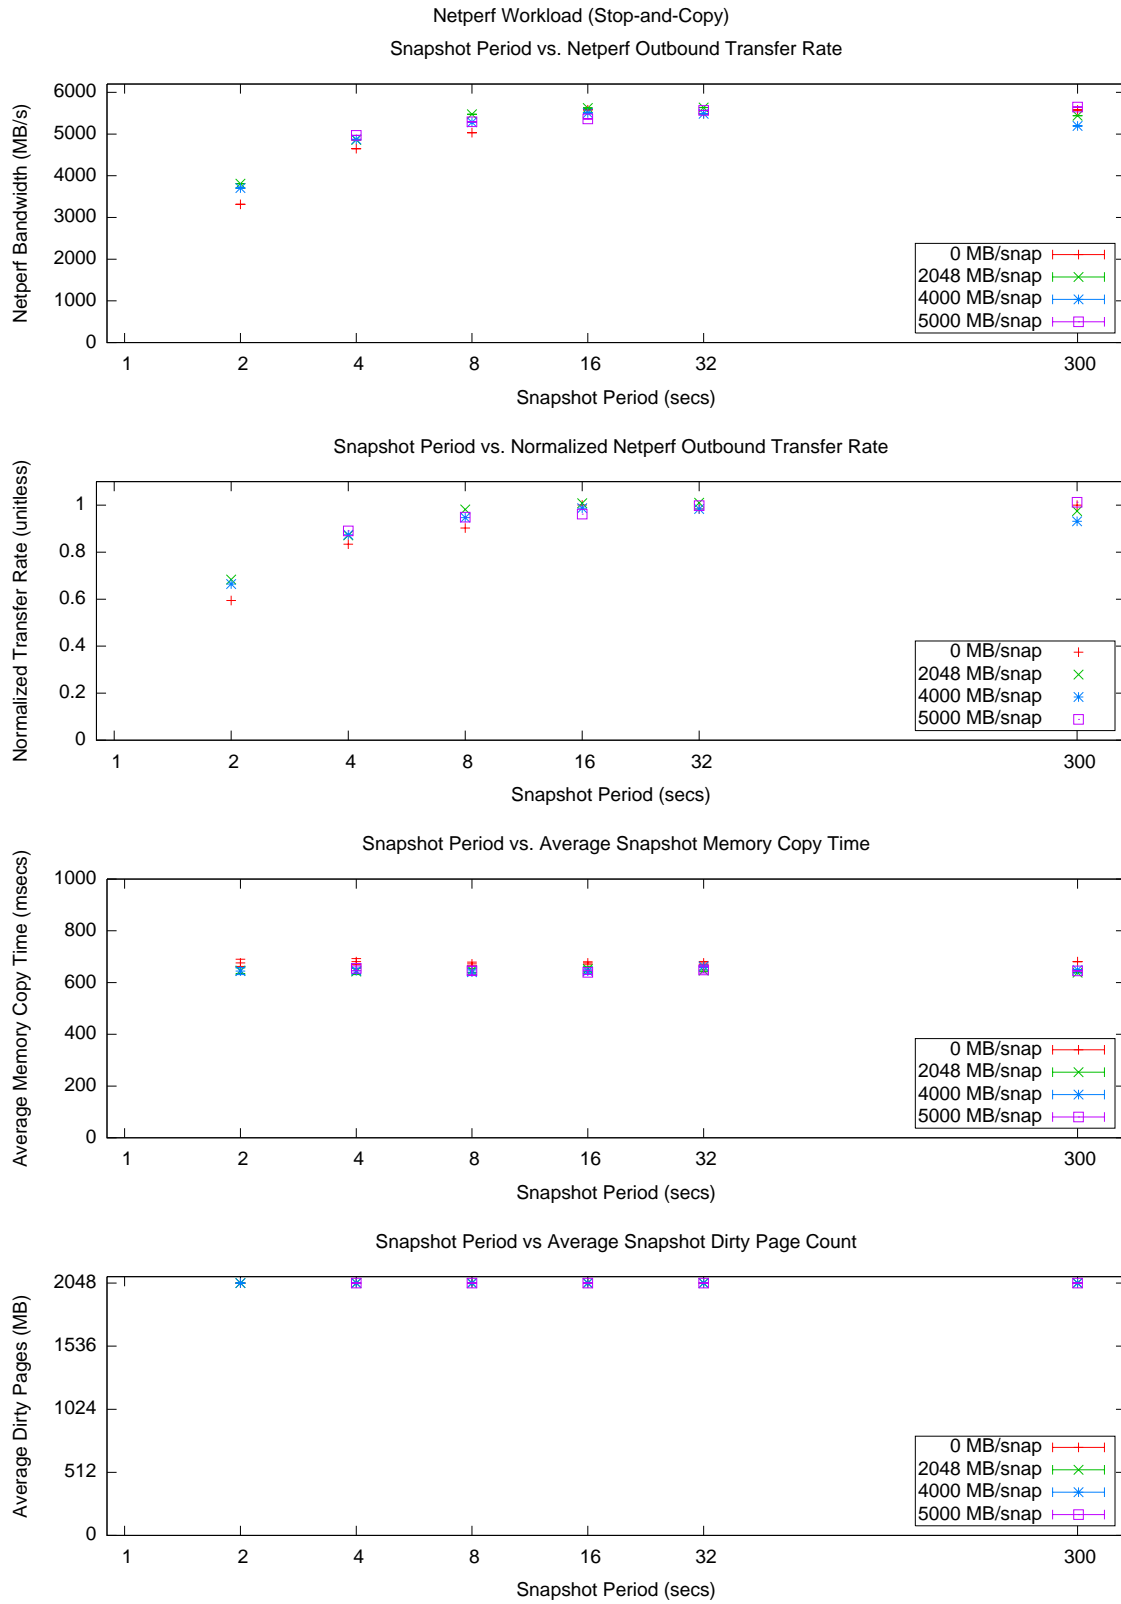 Netperf Workload (Stop-and-Copy)
Snapshot Period vs. Netperf Outbound Transfer Rate
Netperf Bandwidth (MB/s)
6000
5000
4000
3000
2000
1000
0
0 MB/snap
2048 MB/snap
4000 MB/snap
5000 MB/snap
1 2 4 8 16 32 300
Snapshot Period (secs)
Snapshot Period vs. Normalized Netperf Outbound Transfer Rate
Normalized Transfer Rate (unitless)
1
0.8
0.6
0.4
0.2
0
0 MB/snap
2048 MB/snap
4000 MB/snap
5000 MB/snap
1 2 4 8 16 32 300
Snapshot Period (secs)
Snapshot Period vs. Average Snapshot Memory Copy Time
Average Memory Copy Time (msecs)
1000
800
600
400
200
0
0 MB/snap
2048 MB/snap
4000 MB/snap
5000 MB/snap
1 2 4 8 16 32 300
Snapshot Period (secs)
Snapshot Period vs Average Snapshot Dirty Page Count
Average Dirty Pages (MB)
2048
1536
1024
512
0
0 MB/snap
2048 MB/snap
4000 MB/snap
5000 MB/snap
1 2 4 8 16 32 300
Snapshot Period (secs)